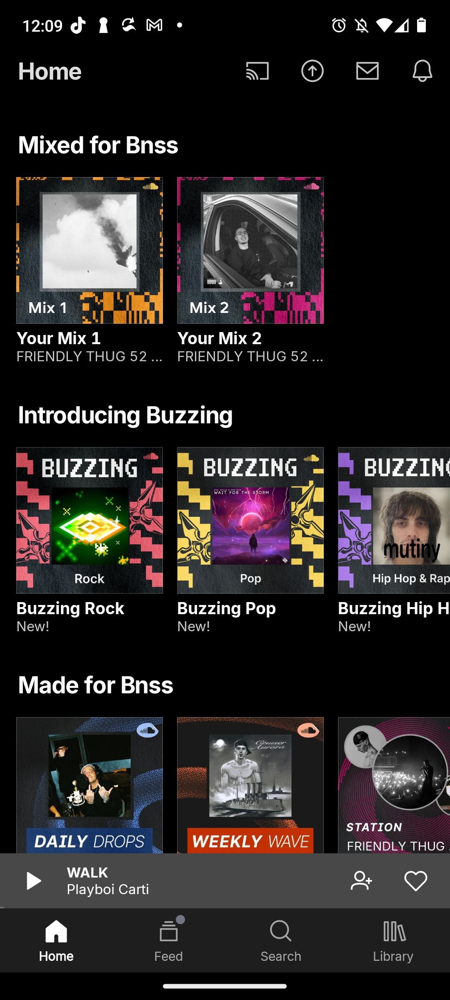 12:09
Home
Mixed for Bnss
Mix 1
Mix 2
Your Mix 1
Your Mix 2
FRIENDLY THUG 52 ...
FRIENDLY THUG 52 ...
Introducing Buzzing
BUZZING
BUZZING
BUZZING
WAIT FOR THE STORM
mutiny
Rock
Pop
Hip Hop & Rap
Buzzing Rock
Buzzing Pop
Buzzing Hip H
New!
New!
New!
Made for Bnss
Cruiser
Aurora
1312
STATION
DAILY DROPS
WEEKLY WAVE
FRIENDLY THUG
WALK
Playboi Carti
Home
Feed
Search
Library